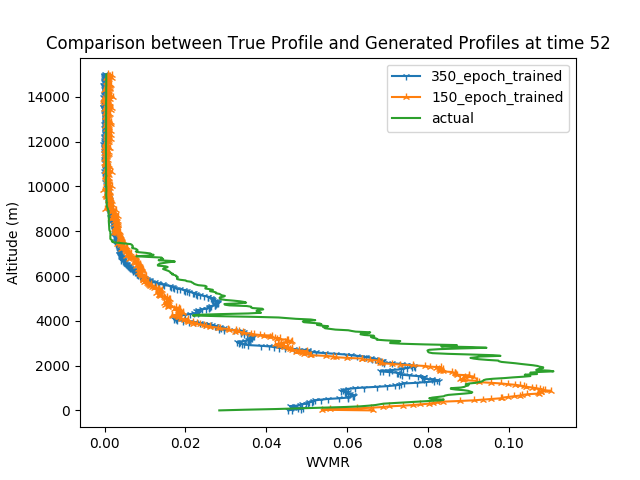 Comparison between True Profile and Generated Profiles at time 52
350_epoch_trained
150_epoch_trained
actual
14000
12000
10000
8000
6000
4000
2000
0
Altitude (m)
0.00 0.02 0.04 0.06 0.08 0.10
WVMR